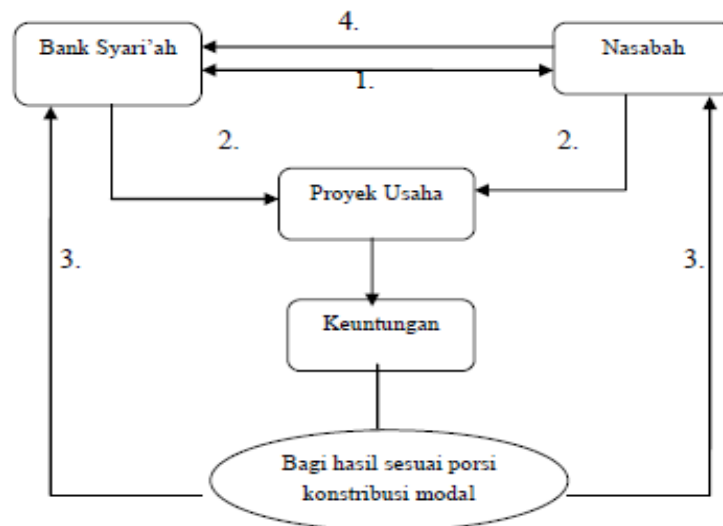 4.
Bank Syari'ah
Nasabah
1.
2.
2.
Proyek Usaha
3.
3.
Keuntungan
Bagi hasil sesuai porsi
konstribusi modal